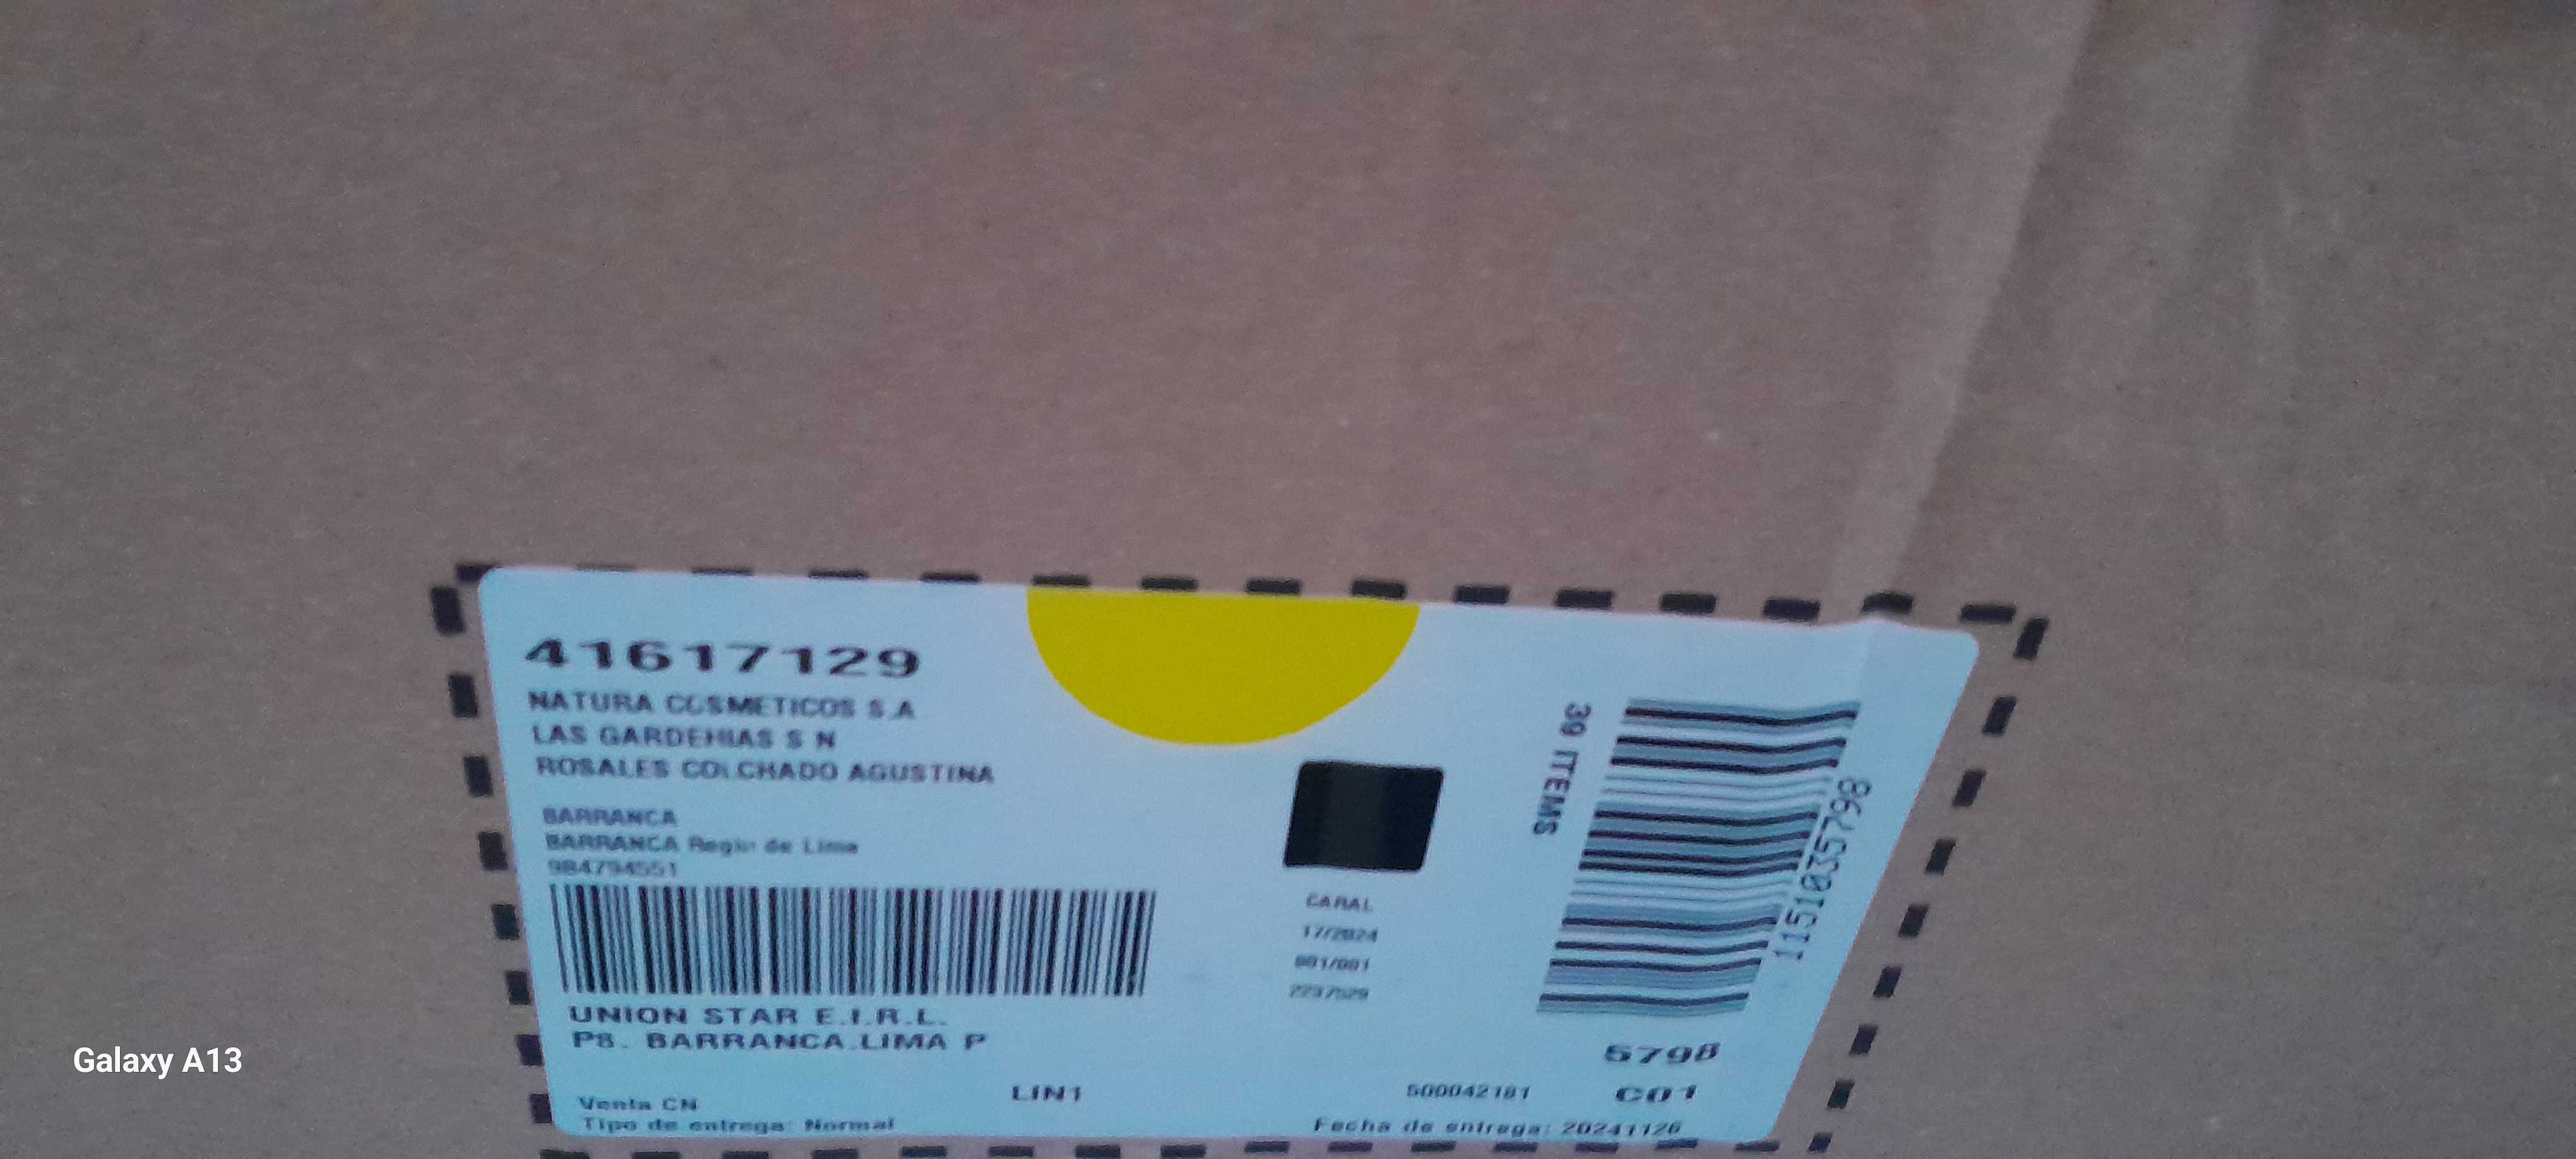 41617129
NATURA COSMETICOS S.A
LAS GARDENIAS S N
ROSALES COLCHADO AGUSTINA
BARRANCA
BARRANCA Regin de Lima
984794551
UNION STAR E.I.R.L.
P8. BARRANCA.LIMA P
LIN1
Venta CN
Tipo de entrega: Normal
CARAL
17/2024
001/001
39 ITEMS
1151035798
5798
500042181
C01
Fecha de entrega: 20241126
Galaxy A13